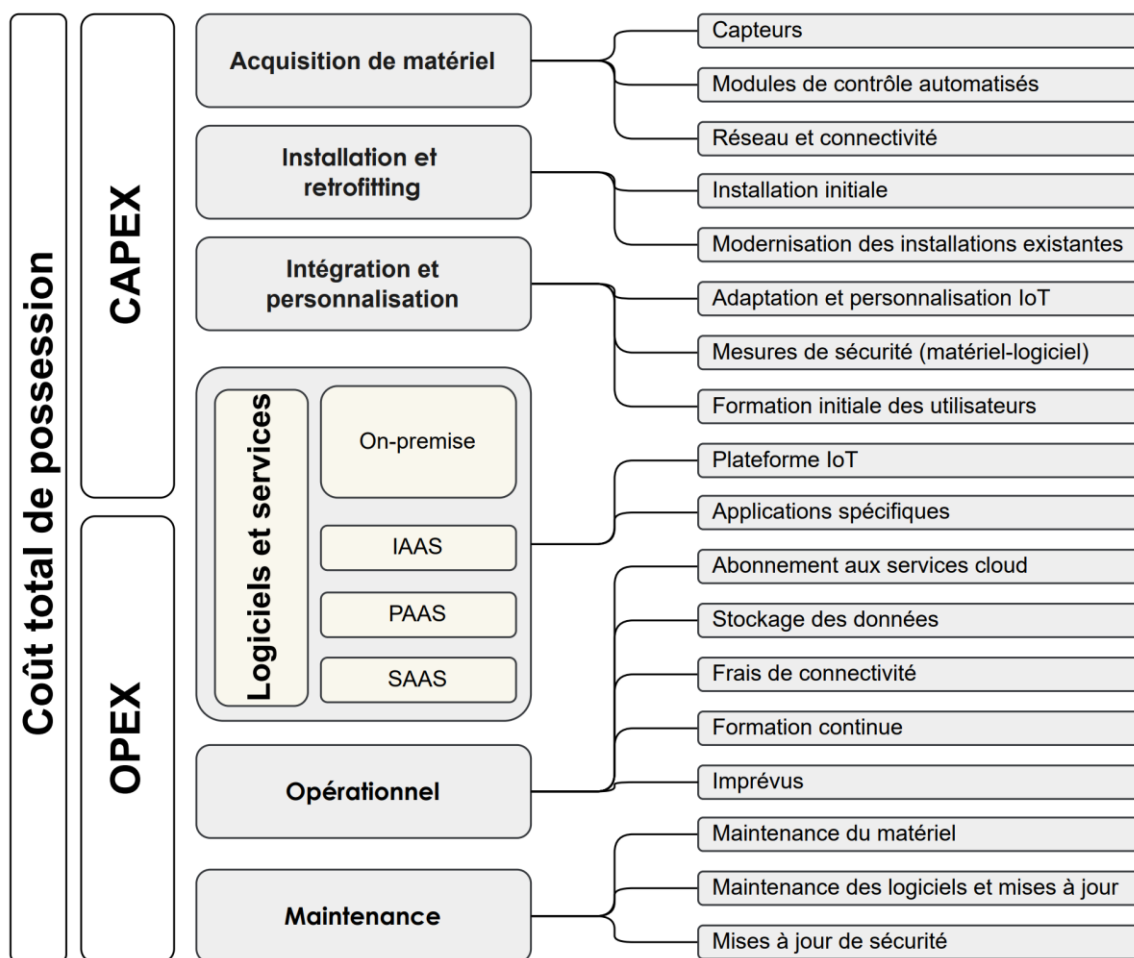 Coût total de possession
CAPEX
OPEX
Acquisition de matériel
Capteurs
Modules de contrôle automatisés
Réseau et connectivité
Installation et
retrofitting
Installation initiale
Modernisation des installations existantes
Intégration et
personnalisation
Adaptation et personnalisation IoT
Mesures de sécurité (matériel-logiciel)
Formation initiale des utilisateurs
Logiciels et services
On-premise
IAAS
PAAS
SAAS
Plateforme IoT
Applications spécifiques
Opérationnel
Abonnement aux services cloud
Stockage des données
Frais de connectivité
Formation continue
Imprévus
Maintenance
Maintenance du matériel
Maintenance des logiciels et mises à jour
Mises à jour de sécurité